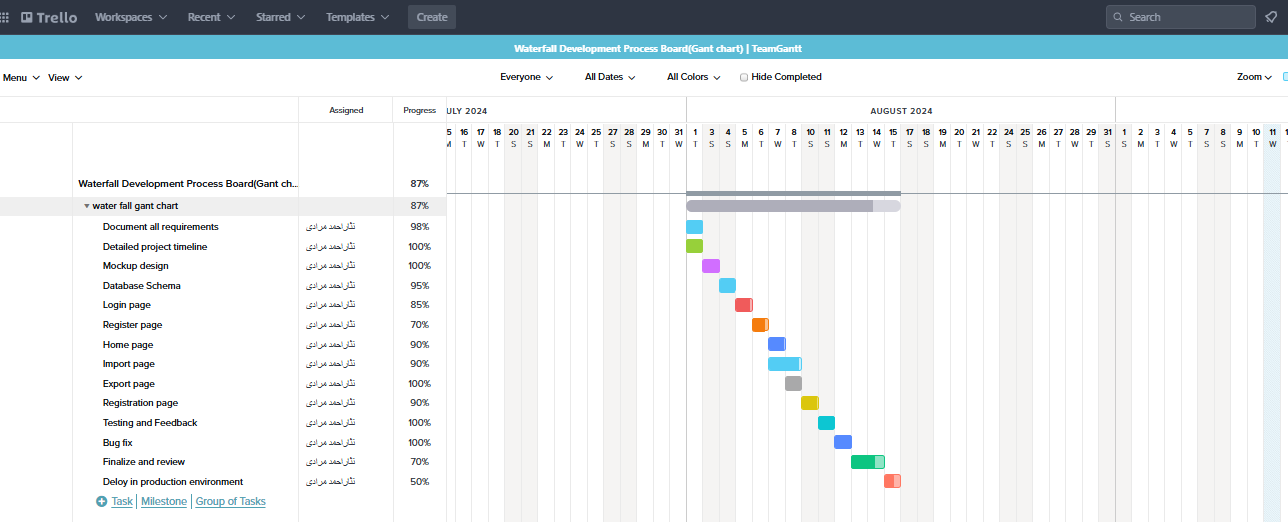 Trello Workspaces Recent Starred Templates Create Search
Waterfall Development Process Board(Gant chart) | TeamGantt
Menu View Everyone All Dates All Colors Hide Completed Zoom
Assigned Progress ULY 2024 AUGUST 2024
5 16 17 18 20 21 22 23 24 25 27 28 29 30 31 1 3 4 5 6 7 8 10 11 12 13 14 15 17 18 19 20 21 22 24 25 26 27 28 29 31 1 2 3 4 5 7 8 9 10 11 1
M T W T S S M T W T S S M T W T S S M T W T S S M T W T S S M T W T S S M T W T S S M T W T S S M T W
Waterfall Development Process Board(Gant ch... 87%
water fall gant chart 87%
Document all requirements نثاراحمد مرادی 98%
Detailed project timeline نثاراحمد مرادی 100%
Mockup design نثاراحمد مرادی 100%
Database Schema نثاراحمد مرادی 95%
Login page نثاراحمد مرادی 85%
Register page نثاراحمد مرادی 70%
Home page نثاراحمد مرادی 90%
Import page نثاراحمد مرادی 90%
Export page نثاراحمد مرادی 100%
Registration page نثاراحمد مرادی 90%
Testing and Feedback نثاراحمد مرادی 100%
Bug fix نثاراحمد مرادی 100%
Finalize and review نثاراحمد مرادی 70%
Deloy in production environment نثاراحمد مرادی 50%
Task | Milestone | Group of Tasks